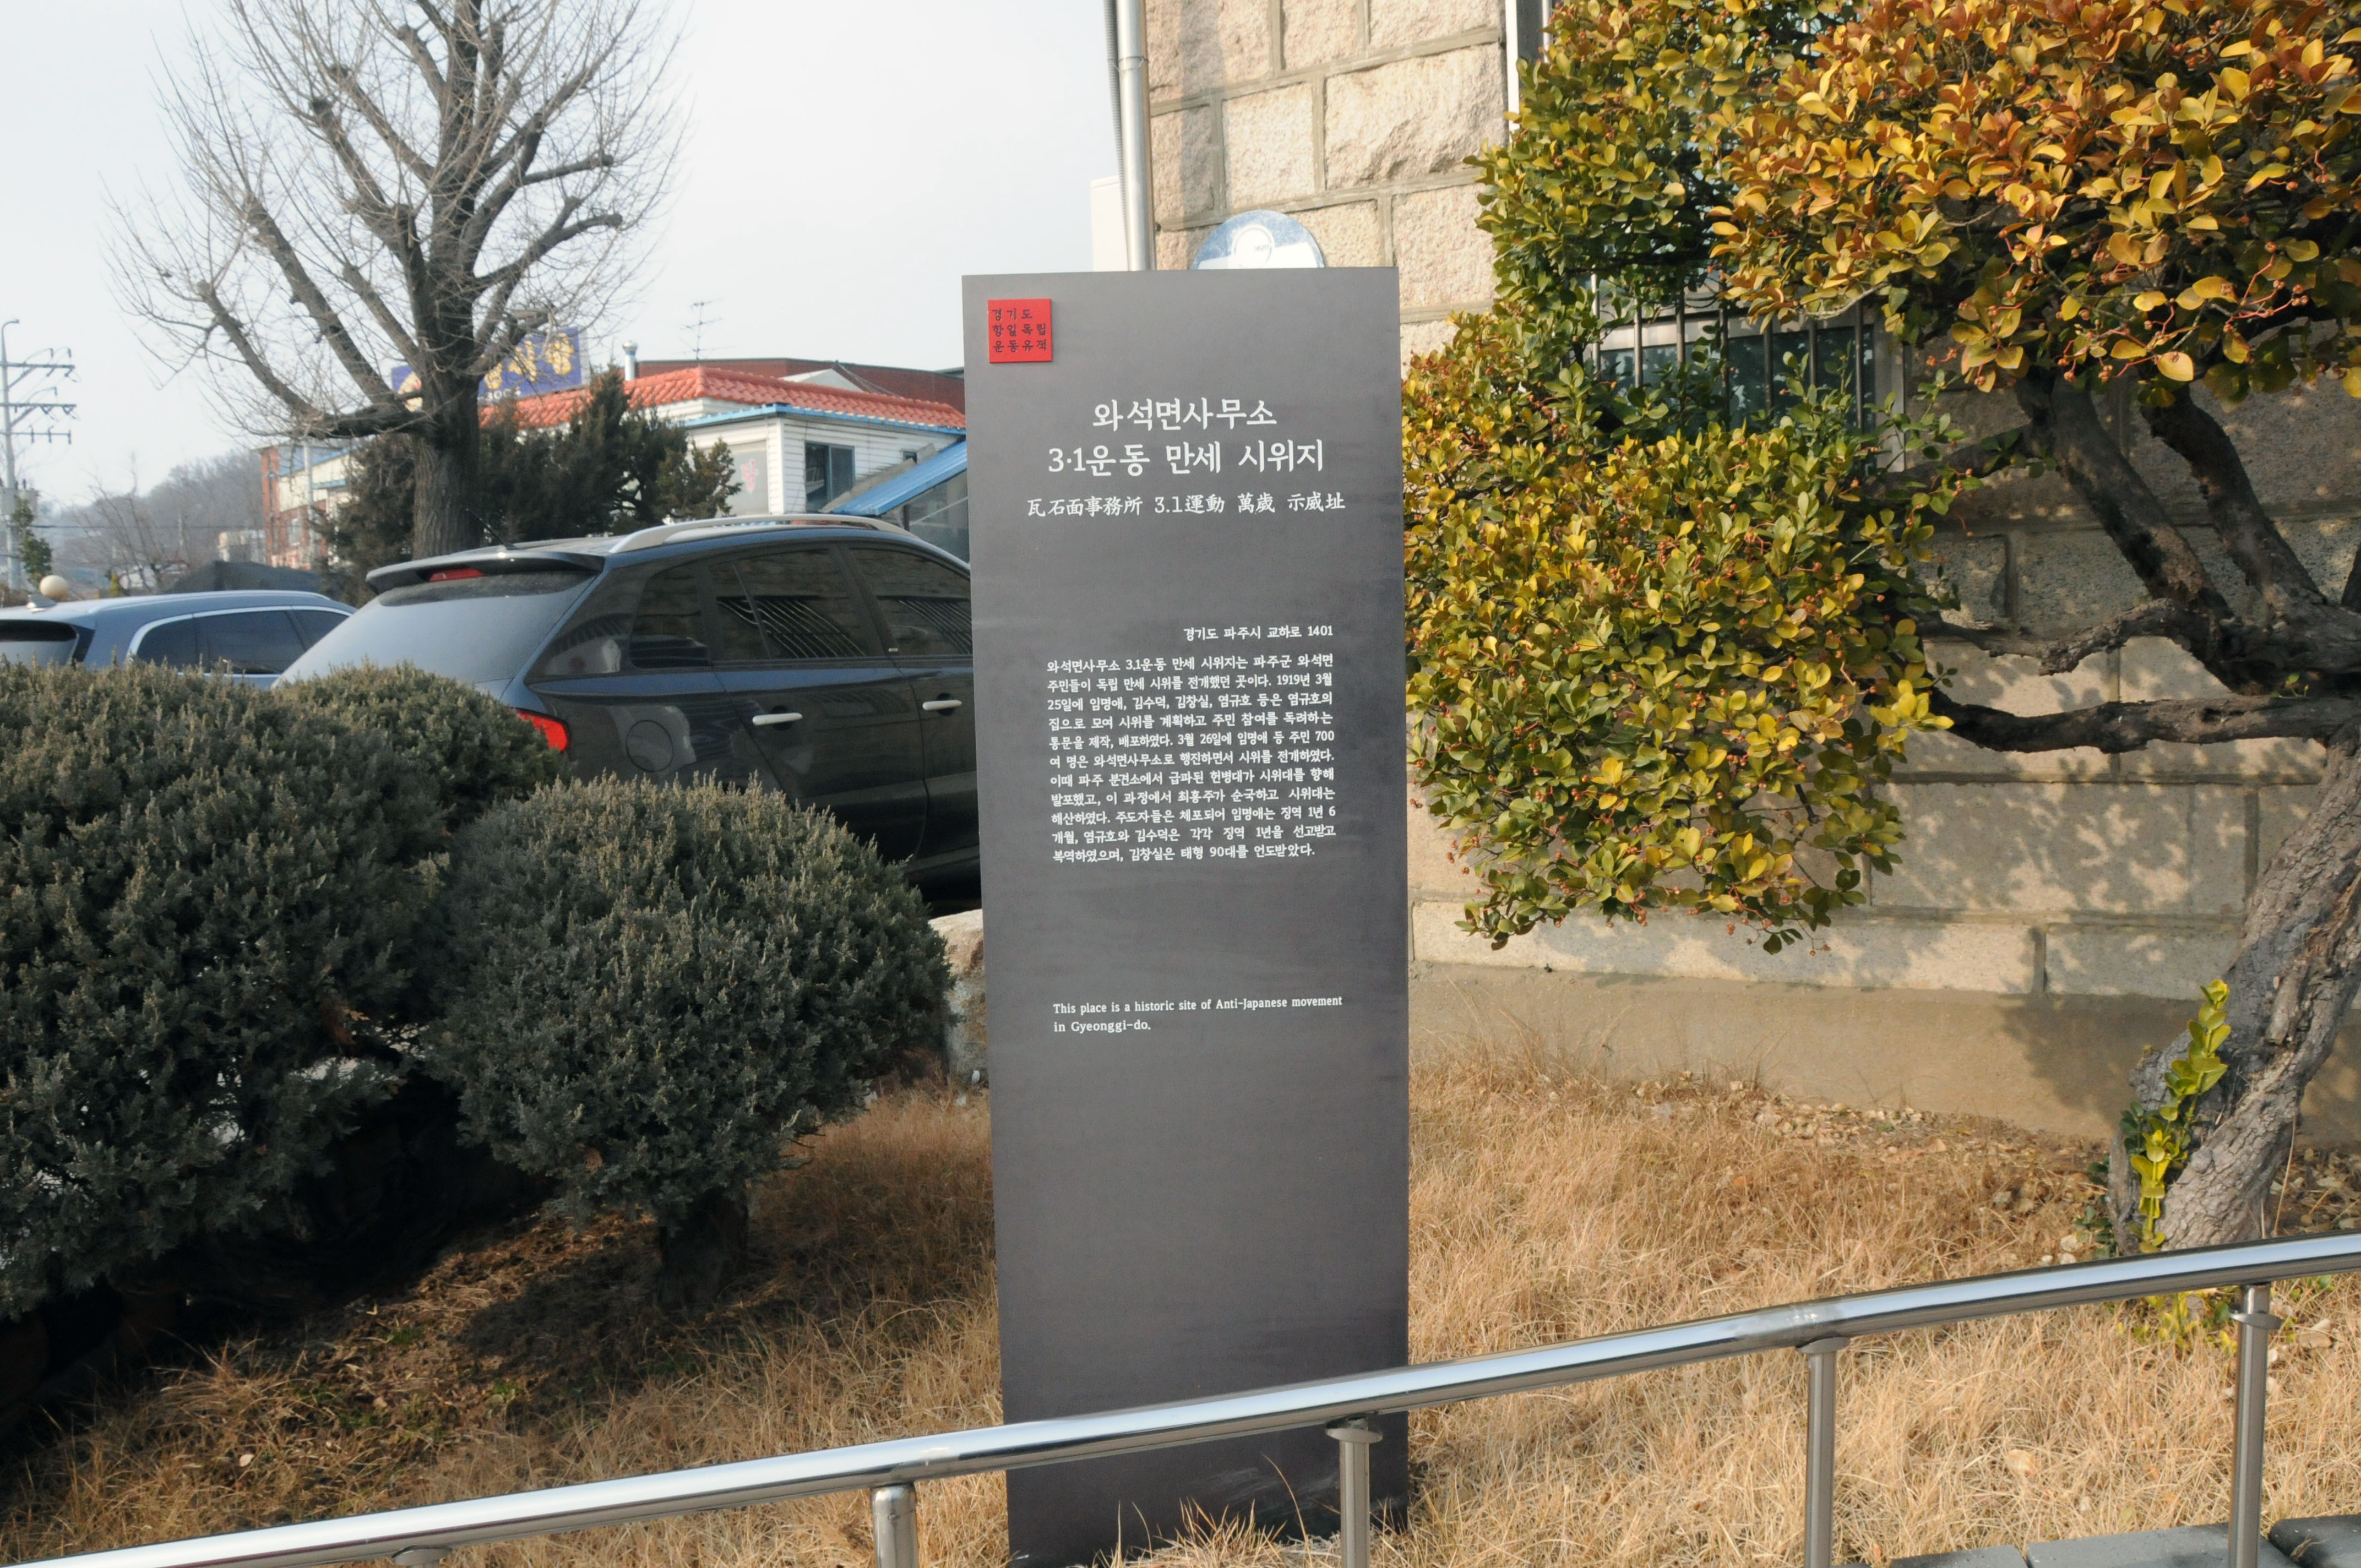 경기도
항일독립
운동유적
와석면사무소
3·1운동 만세 시위지
瓦石面事務所 3.1運動 萬歲 示威址
경기도 파주시 교하로 1401
와석면사무소 3.1운동 만세 시위지는 파주군 와석면
주민들이 독립 만세 시위를 전개했던 곳이다. 1919년 3월
25일에 임명애, 김수덕, 김창실, 염규호 등은 염규호의
집으로 모여 시위를 계획하고 주민 참여를 독려하는
통문을 제작, 배포하였다. 3월 26일에 임명애 등 주민 700
여 명은 와석면사무소로 행진하면서 시위를 전개하였다.
이때 파주 분견소에서 급파된 헌병대가 시위대를 향해
발포했고, 이 과정에서 최홍주가 순국하고 시위대는
해산하였다. 주도자들은 체포되어 임명애는 징역 1년 6
개월, 염규호와 김수덕은 각각 징역 1년을 선고받고
복역하였으며, 김창실은 태형 90대를 언도받았다.
This place is a historic site of Anti-Japanese movement
in Gyeonggi-do.